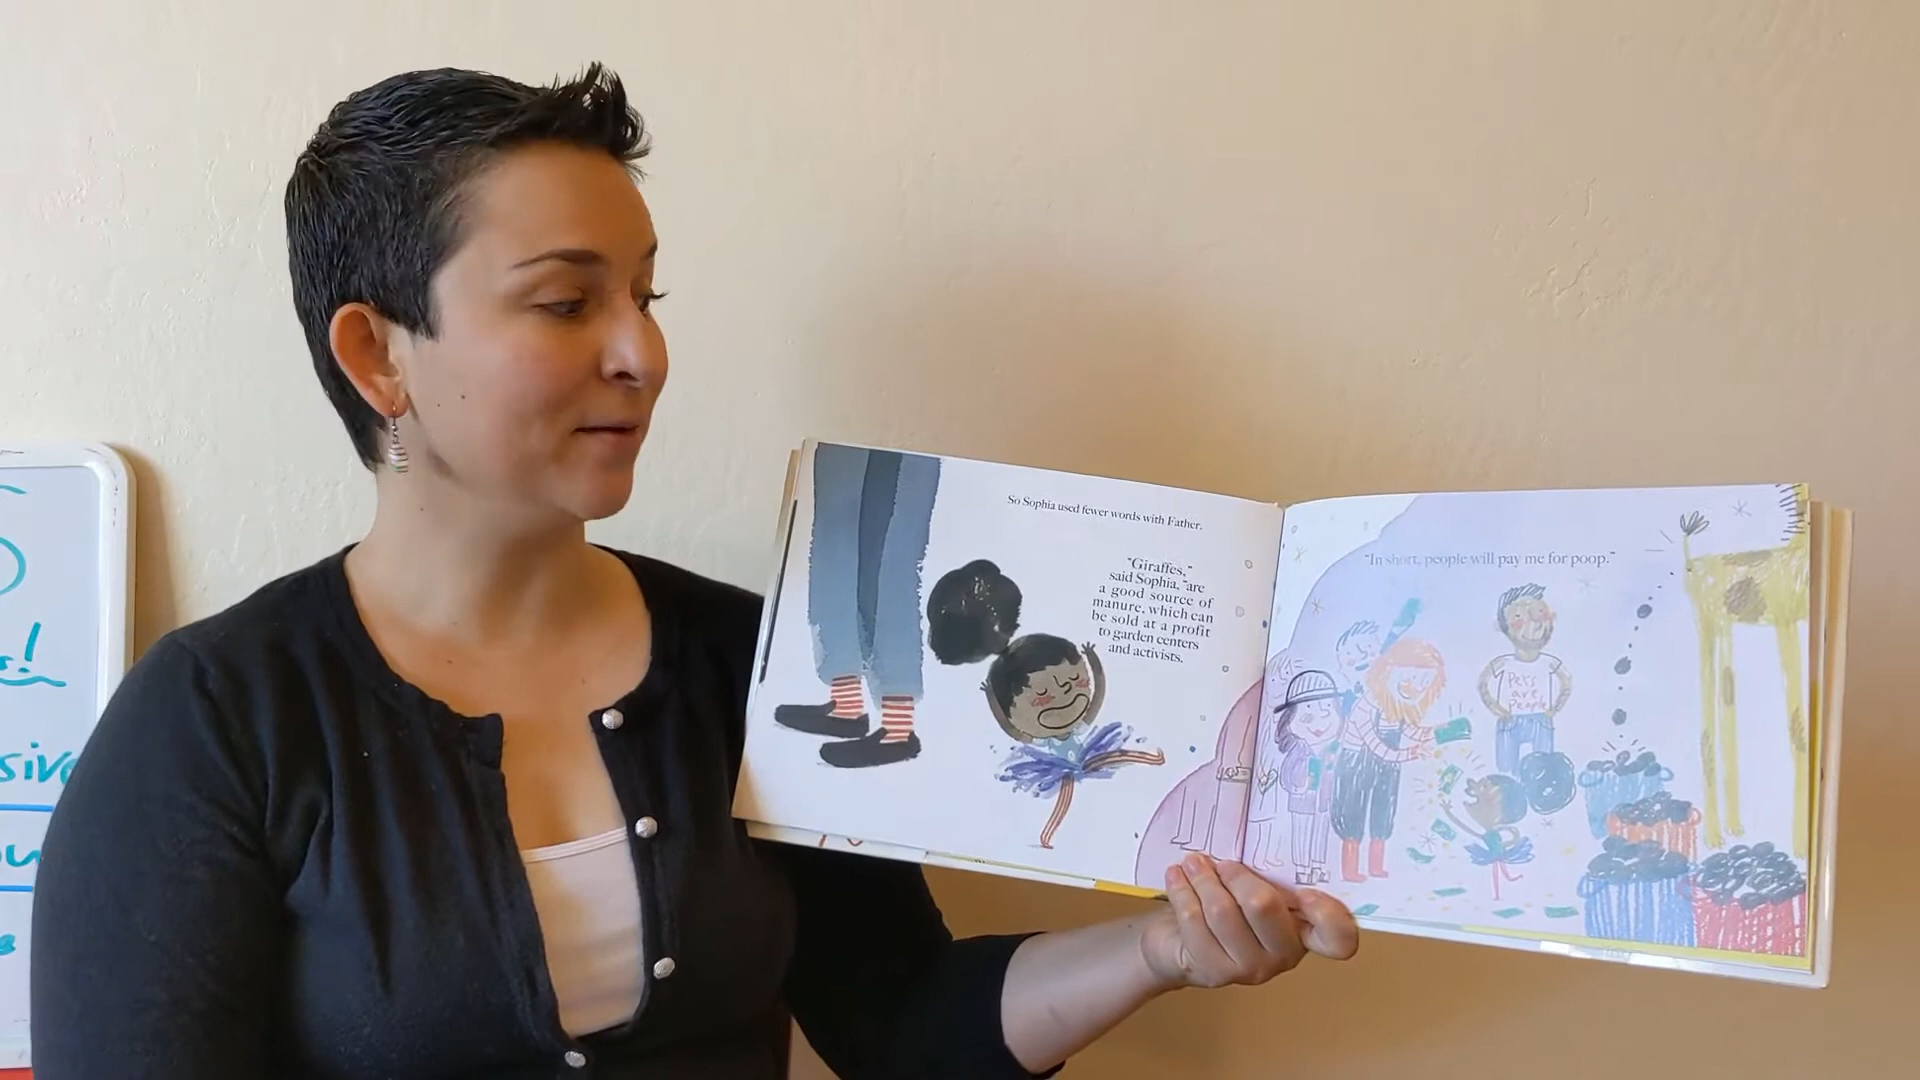 So Sophia used fewer words with Father.
"Giraffes,"
said Sophia, "are
a good source of
manure, which can
be sold at a profit
to garden centers
and activists.
"In short, people will pay me for poop."
Pets
are
People